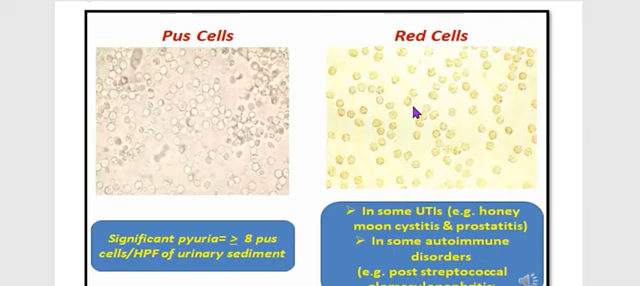 Pus Cells
Red Cells
Significant pyuria= ≥ 8 pus
cells/HPF of urinary sediment
➢ In some UTIs (e.g. honey
moon cystitis & prostatitis)
➢ In some autoimmune
disorders
(e.g. post streptococcal